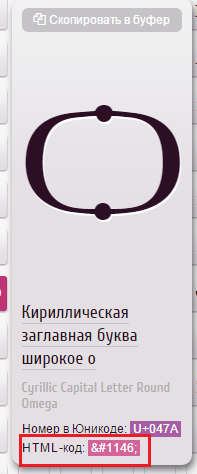 Скопировать в буфер
Ѻ
Кириллическая
заглавная буква
широкое о
Cyrillic Capital Letter Round
Omega
Номер в Юникоде: U+047A
HTML-код: &#1146;